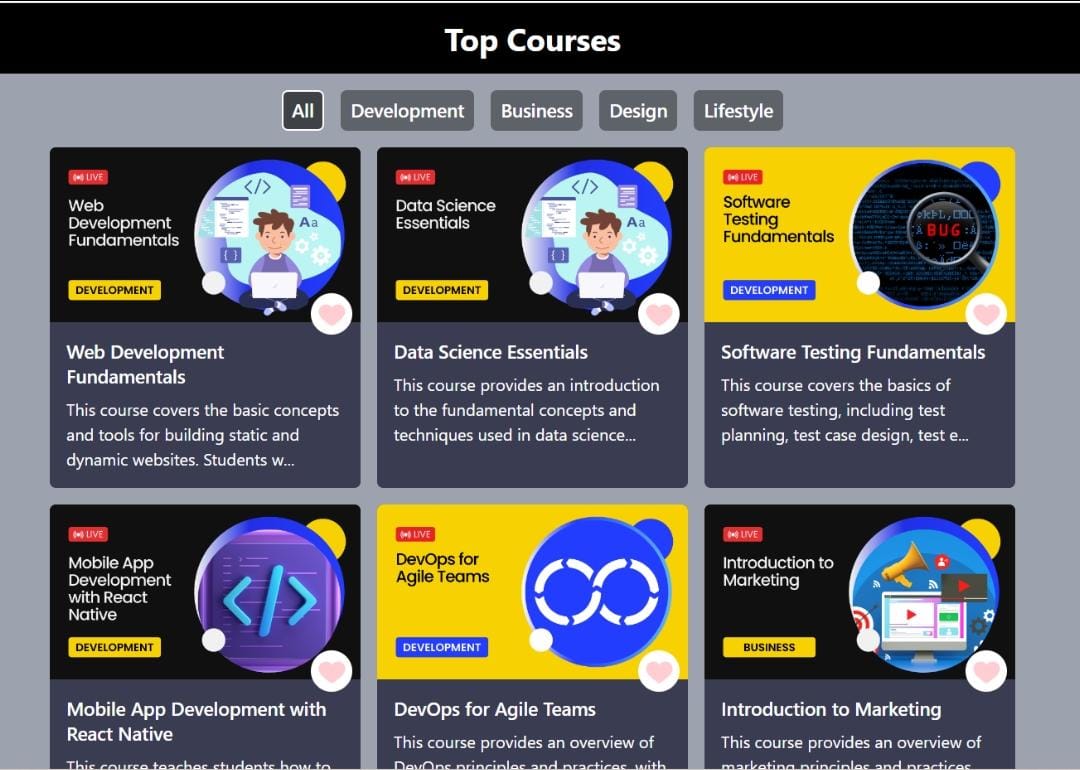 Top Courses
All
Development
Business
Design
Lifestyle
LIVE
Web
Development
Fundamentals
DEVELOPMENT
Web Development
Fundamentals
This course covers the basic concepts
and tools for building static and
dynamic websites. Students w...
LIVE
Data Science
Essentials
DEVELOPMENT
Data Science Essentials
This course provides an introduction
to the fundamental concepts and
techniques used in data science...
LIVE
Software
Testing
Fundamentals
BUG
DEVELOPMENT
Software Testing Fundamentals
This course covers the basics of
software testing, including test
planning, test case design, test e...
LIVE
Mobile App
Development
with React
Native
DEVELOPMENT
Mobile App Development with
React Native
This course teaches students how to
LIVE
DevOps for
Agile Teams
DEVELOPMENT
DevOps for Agile Teams
This course provides an overview of
DevOps principles and practices, with
LIVE
Introduction to
Marketing
BUSINESS
Introduction to Marketing
This course provides an overview of
marketing principles and practices